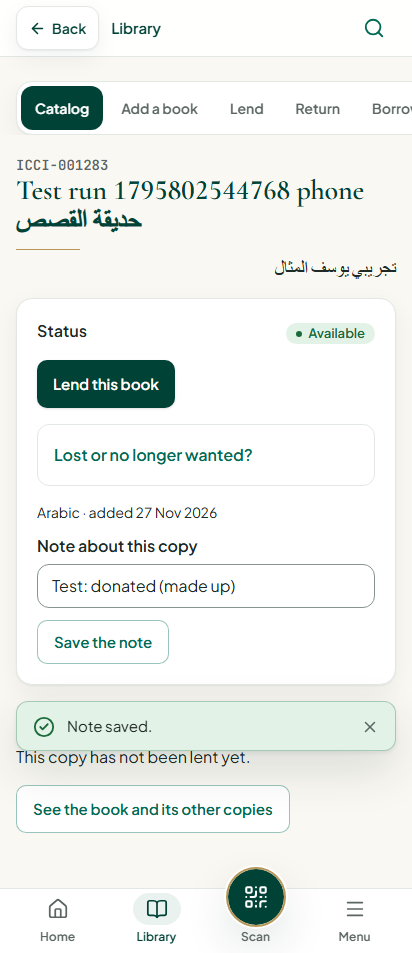 Back
Library
Catalog
Add a book
Lend
Return
Borrow
ICCI-001283
Test run 1795802544768 phone
حديقة القصص
تجريبي يوسف المثال
Status
Available
Lend this book
Lost or no longer wanted?
Arabic · added 27 Nov 2026
Note about this copy
Test: donated (made up)
Save the note
Note saved.
This copy has not been lent yet.
See the book and its other copies
Home
Library
Scan
Menu